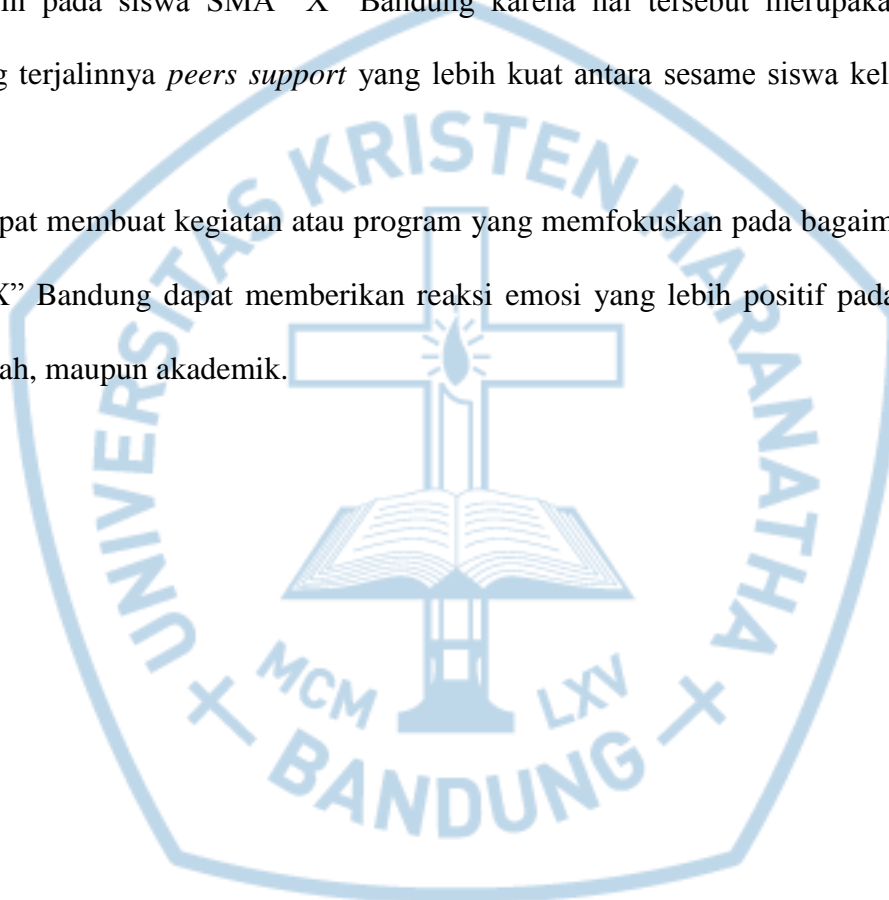 pada siswa SMA “X” Bandung karena hal tersebut merupaka
g terjalinnya peers support yang lebih kuat antara sesame siswa kel
pat membuat kegiatan atau program yang memfokuskan pada bagaim
X” Bandung dapat memberikan reaksi emosi yang lebih positif pada
ah, maupun akademik.
UNIVERSITAS KRISTEN MARANATHA
MCM LXV
BANDUNG